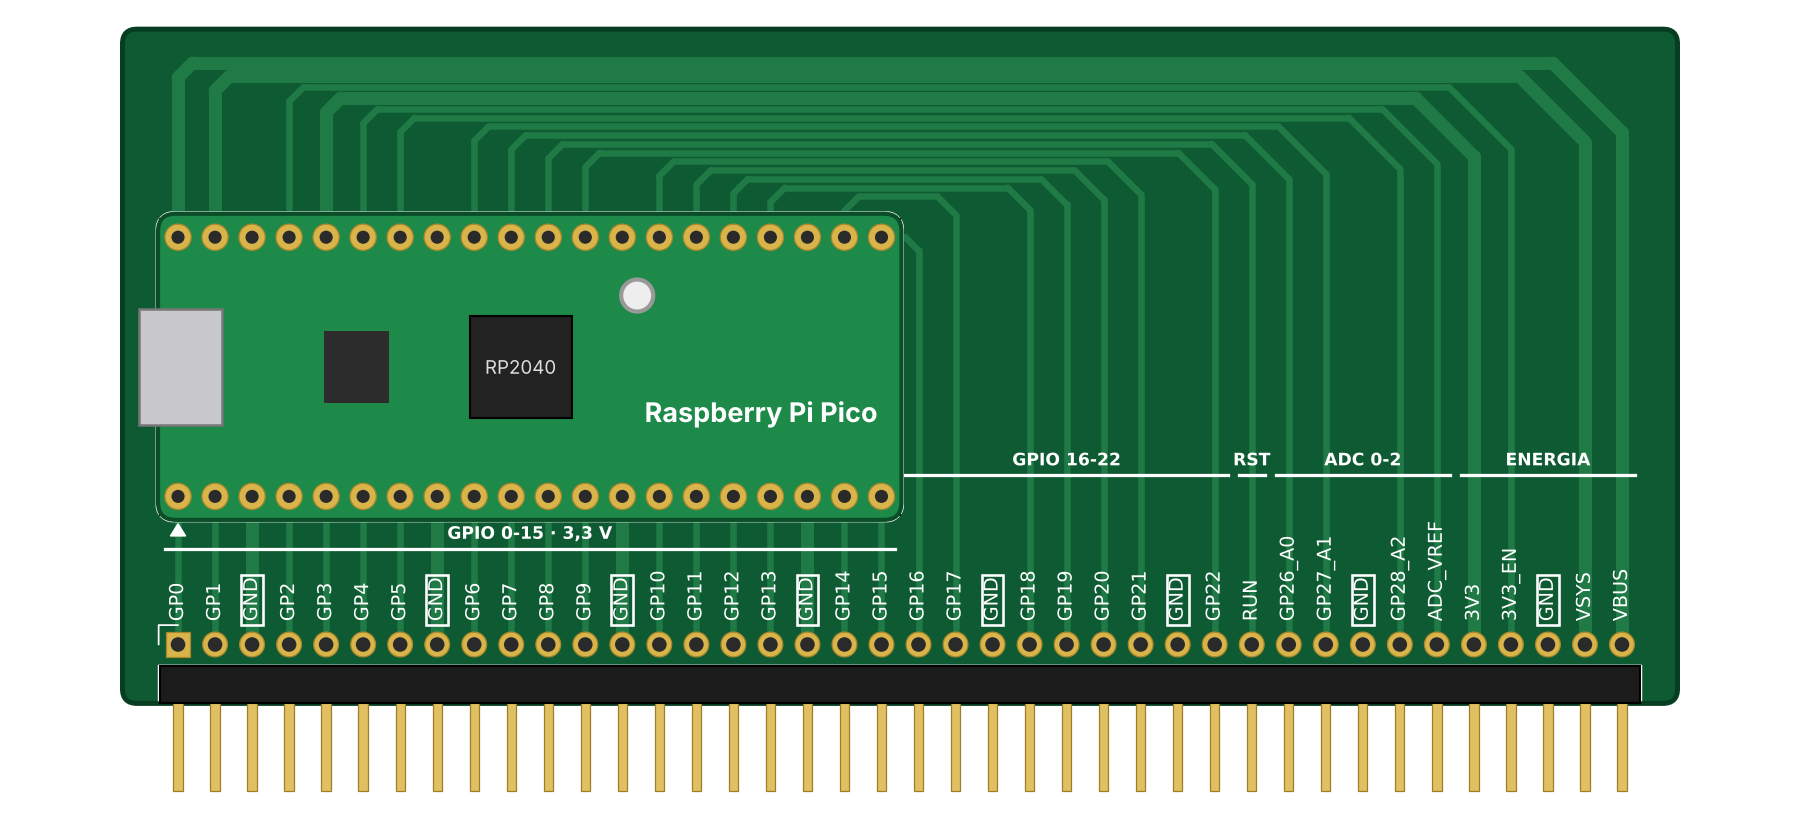 RP2040
Raspberry Pi Pico
GPIO 16-22
RST
ADC 0-2
ENERGIA
GPIO 0-15 · 3,3 V
GP0
GP1
GND
GP2
GP3
GP4
GP5
GND
GP6
GP7
GP8
GP9
GND
GP10
GP11
GP12
GP13
GND
GP14
GP15
GP16
GP17
GND
GP18
GP19
GP20
GP21
GND
GP22
RUN
GP26_A0
GP27_A1
GND
GP28_A2
ADC_VREF
3V3
3V3_EN
GND
VSYS
VBUS